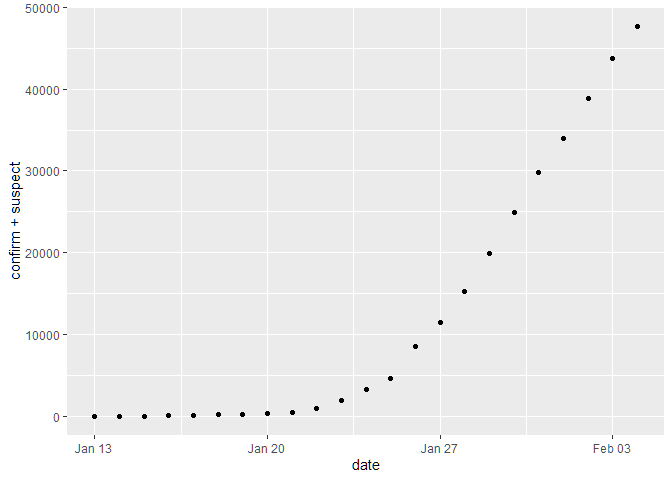 50000
40000
30000
20000
10000
0
confirm + suspect
Jan 13
Jan 20
Jan 27
Feb 03
date